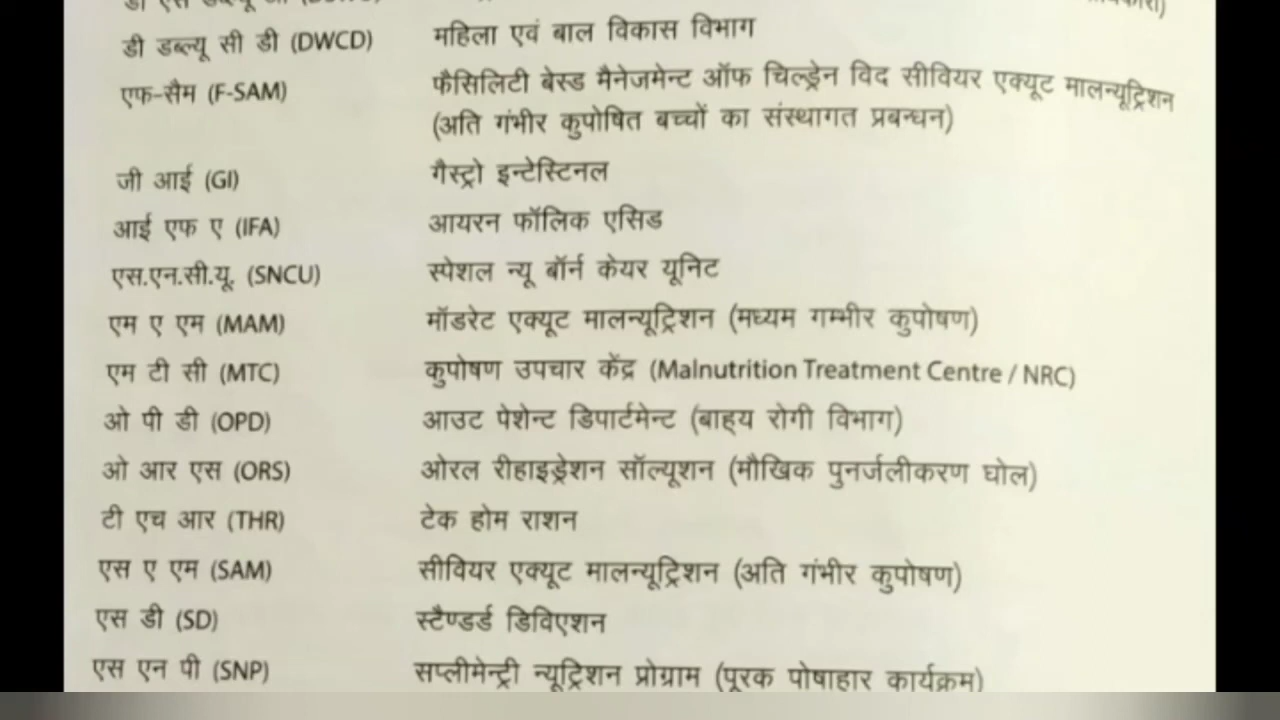 डी डब्ल्यू सी डी (DWCD) महिला एवं बाल विकास विभाग
एफ-सैम (F-SAM) फैसिलिटी बेस्ड मैनेजमेन्ट ऑफ चिल्ड्रेन विद सीवियर एक्यूट मालन्यूट्रिशन
(अति गंभीर कुपोषित बच्चों का संस्थागत प्रबन्धन)
जी आई (GI) गैस्ट्रो इन्टेस्टिनल
आई एफ ए (IFA) आयरन फॉलिक एसिड
एस.एन.सी.यू. (SNCU) स्पेशल न्यू बॉर्न केयर यूनिट
एम ए एम (MAM) मॉडरेट एक्यूट मालन्यूट्रिशन (मध्यम गम्भीर कुपोषण)
एम टी सी (MTC) कुपोषण उपचार केंद्र (Malnutrition Treatment Centre / NRC)
ओ पी डी (OPD) आउट पेशेन्ट डिपार्टमेन्ट (बाह्य रोगी विभाग)
ओ आर एस (ORS) ओरल रीहाइड्रेशन सॉल्यूशन (मौखिक पुनर्जलीकरण घोल)
टी एच आर (THR) टेक होम राशन
एस ए एम (SAM) सीवियर एक्यूट मालन्यूट्रिशन (अति गंभीर कुपोषण)
एस डी (SD) स्टैण्डर्ड डिविएशन
एस एन पी (SNP) सप्लीमेन्ट्री न्यूट्रिशन प्रोग्राम (पूरक पोषाहार कार्यक्रम)